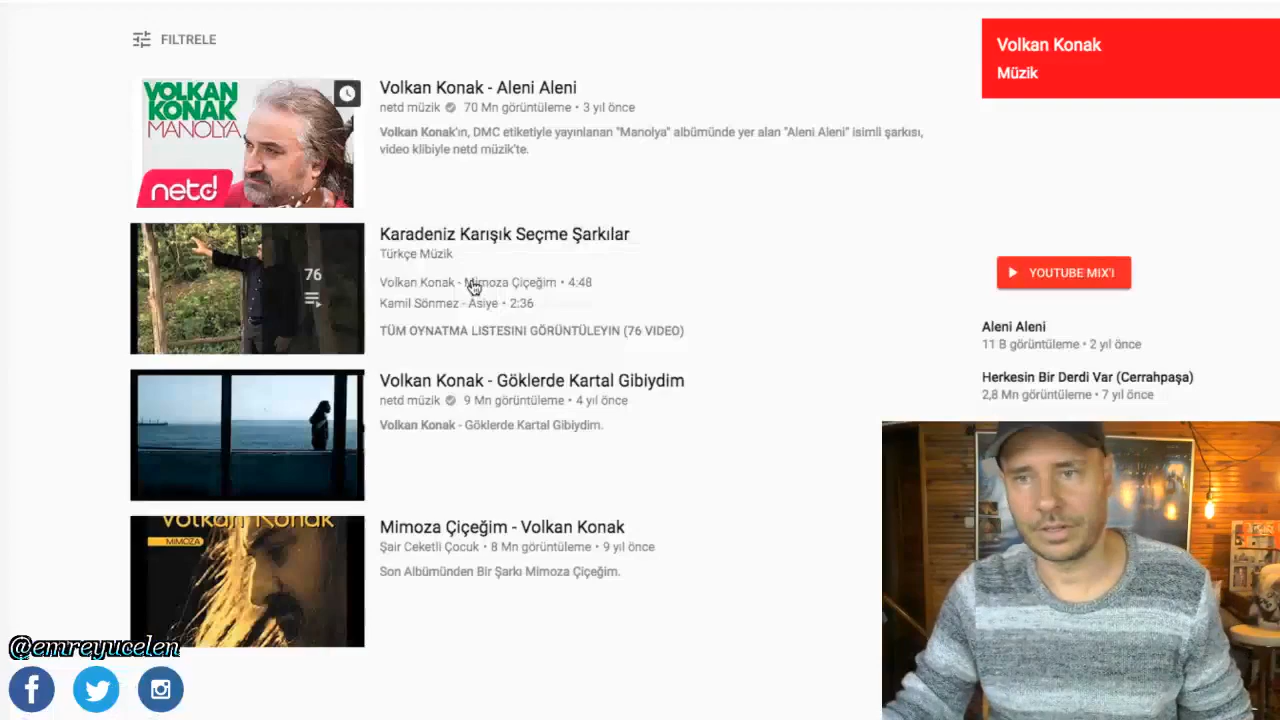 FILTRELE
VOLKAN
KONAK
MANOLYA
netd
Volkan Konak - Aleni Aleni
netd müzik 70 Mn görüntüleme • 3 yıl önce
Volkan Konak'ın, DMC etiketiyle yayınlanan "Manolya" albümünde yer alan "Aleni Aleni" isimli şarkısı,
video klibiyle netd müzik'te.
76
Karadeniz Karışık Seçme Şarkılar
Türkçe Müzik
Volkan Konak - Mimoza Çiçeğim • 4:48
Kamil Sönmez - Asiye • 2:36
TÜM OYNATMA LISTESINI GÖRÜNTÜLEYIN (76 VIDEO)
Volkan Konak - Göklerde Kartal Gibiydim
netd müzik 9 Mn görüntüleme • 4 yıl önce
Volkan Konak - Göklerde Kartal Gibiydim.
Volkan Konak
MIMOZA
Mimoza Çiçeğim - Volkan Konak
Şair Ceketli Çocuk • 8 Mn görüntüleme • 9 yıl önce
Son Albümünden Bir Şarkı Mimoza Çiçeğim.
Volkan Konak
Müzik
YOUTUBE MIX'I
Aleni Aleni
11 B görüntüleme • 2 yıl önce
Herkesin Bir Derdi Var (Cerrahpaşa)
2,8 Mn görüntüleme • 7 yıl önce
@emreyucelen